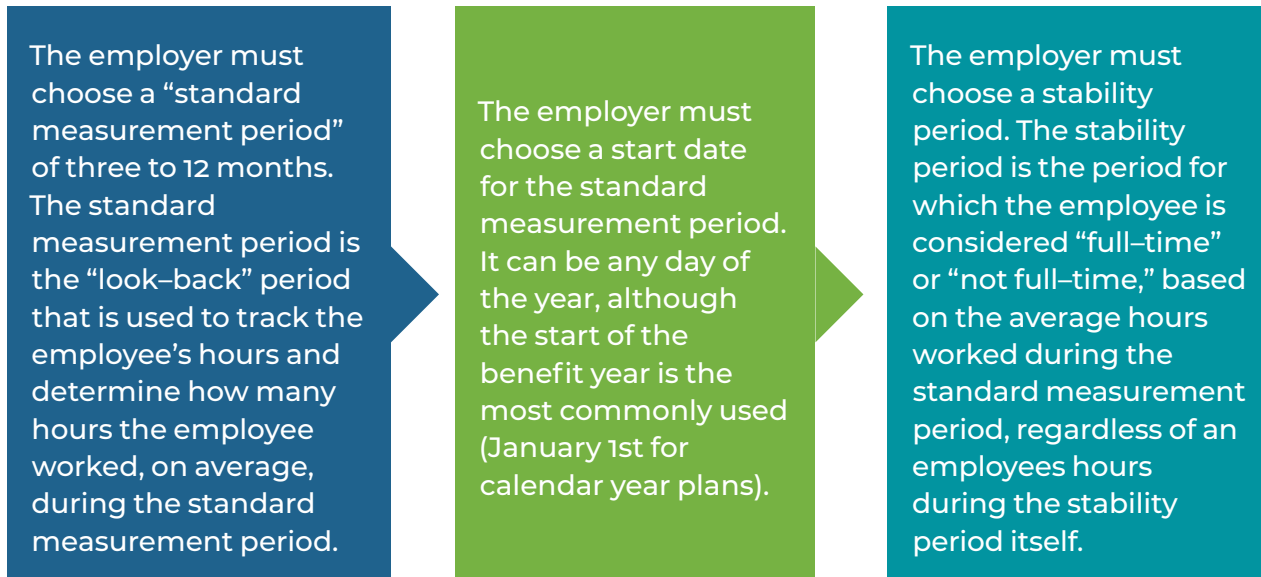 The employer must
choose a “standard
measurement period”
of three to 12 months.
The standard
measurement period is
the “look–back” period
that is used to track the
employee’s hours and
determine how many
hours the employee
worked, on average,
during the standard
measurement period.
The employer must
choose a start date
for the standard
measurement period.
It can be any day of
the year, although
the start of the
benefit year is the
most commonly used
(January 1st for
calendar year plans).
The employer must
choose a stability
period. The stability
period is the period for
which the employee is
considered “full–time”
or “not full–time,” based
on the average hours
worked during the
standard measurement
period, regardless of an
employees hours
during the stability
period itself.